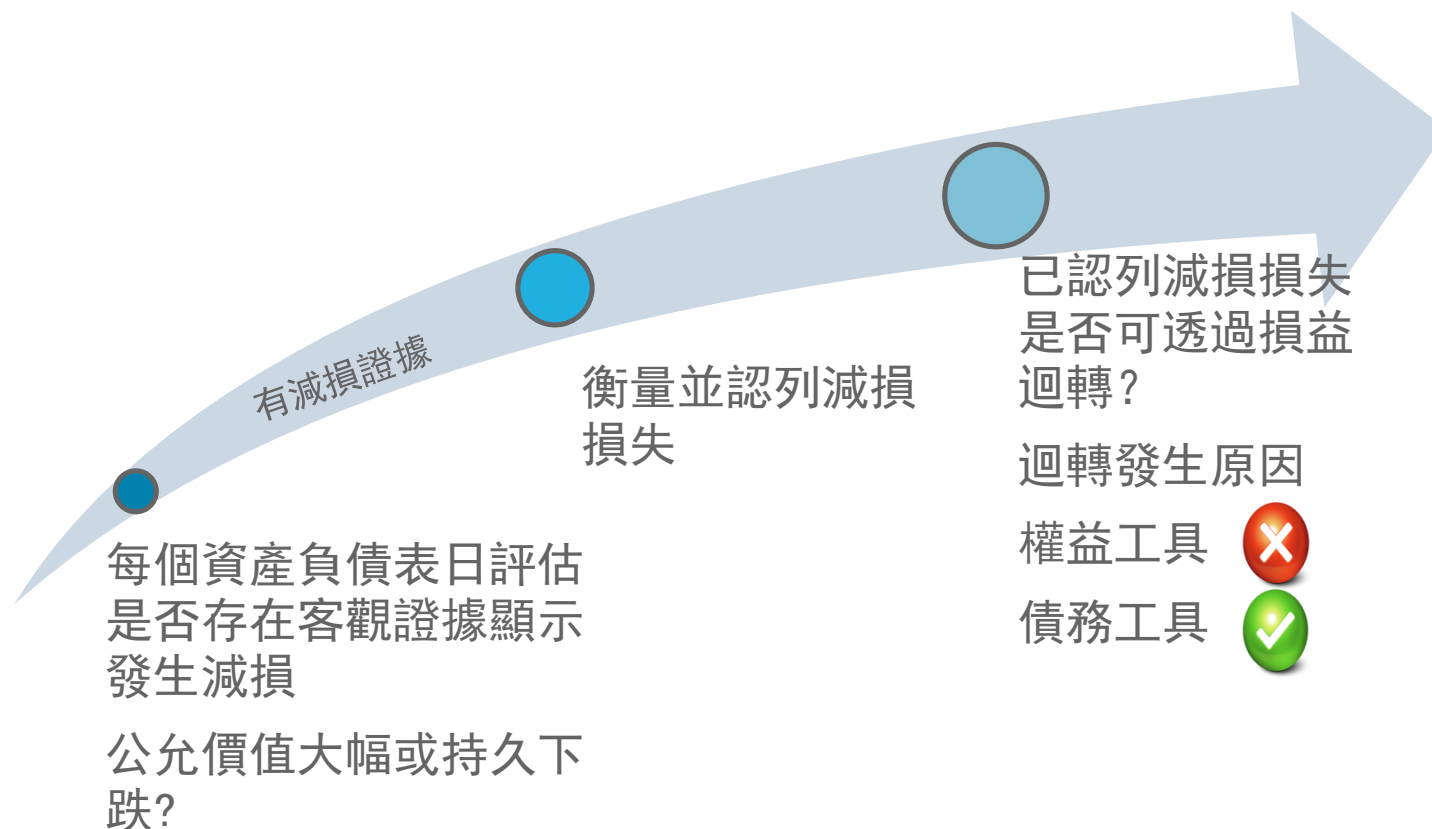 有減損證據
每個資產負債表日評估
是否存在客觀證據顯示
發生減損
公允價值大幅或持久下
跌?
衡量並認列減損
損失
已認列減損損失
是否可透過損益
迴轉?
迴轉發生原因
權益工具
債務工具